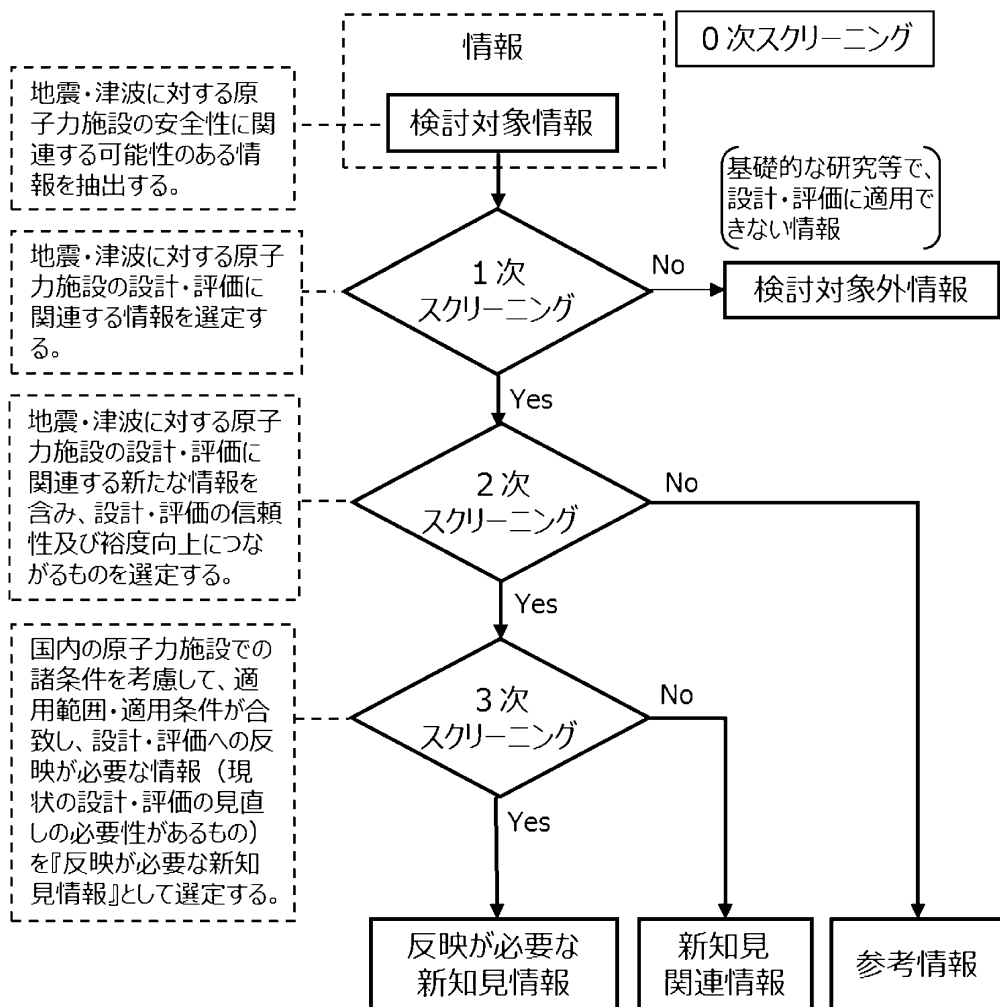 情報
0次スクリーニング
地震・津波に対する原
子力施設の安全性に関
連する可能性のある情
報を抽出する。
検討対象情報
基礎的な研究等で、
設計・評価に適用で
きない情報
地震・津波に対する原子
力施設の設計・評価に
関連する情報を選定す
る。
1次
スクリーニング
No
検討対象外情報
Yes
地震・津波に対する原子
力施設の設計・評価に
関連する新たな情報を
含み、設計・評価の信頼
性及び裕度向上につな
がるものを選定する。
2次
スクリーニング
No
Yes
国内の原子力施設での
諸条件を考慮して、適
用範囲・適用条件が合
致し、設計・評価への反
映が必要な情報（現
状の設計・評価の見直
しの必要性があるもの）
を『反映が必要な新知
見情報』として選定する。
3次
スクリーニング
No
Yes
反映が必要な
新知見情報
新知見
関連情報
参考情報